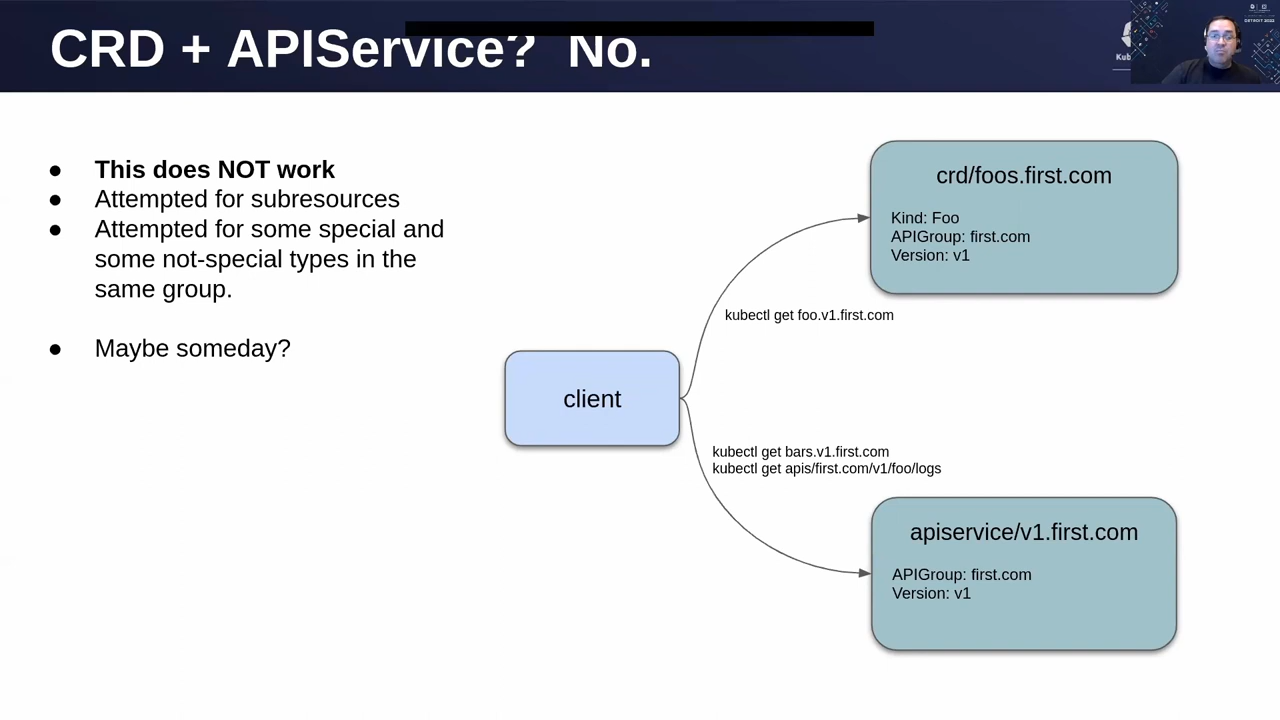 CRD + APIService? No.
● This does NOT work
● Attempted for subresources
● Attempted for some special and
some not-special types in the
same group.
● Maybe someday?
crd/foos.first.com
Kind: Foo
APIGroup: first.com
Version: v1
kubectl get foo.v1.first.com
client
kubectl get bars.v1.first.com
kubectl get apis/first.com/v1/foo/logs
apiservice/v1.first.com
APIGroup: first.com
Version: v1
DETROIT 2022